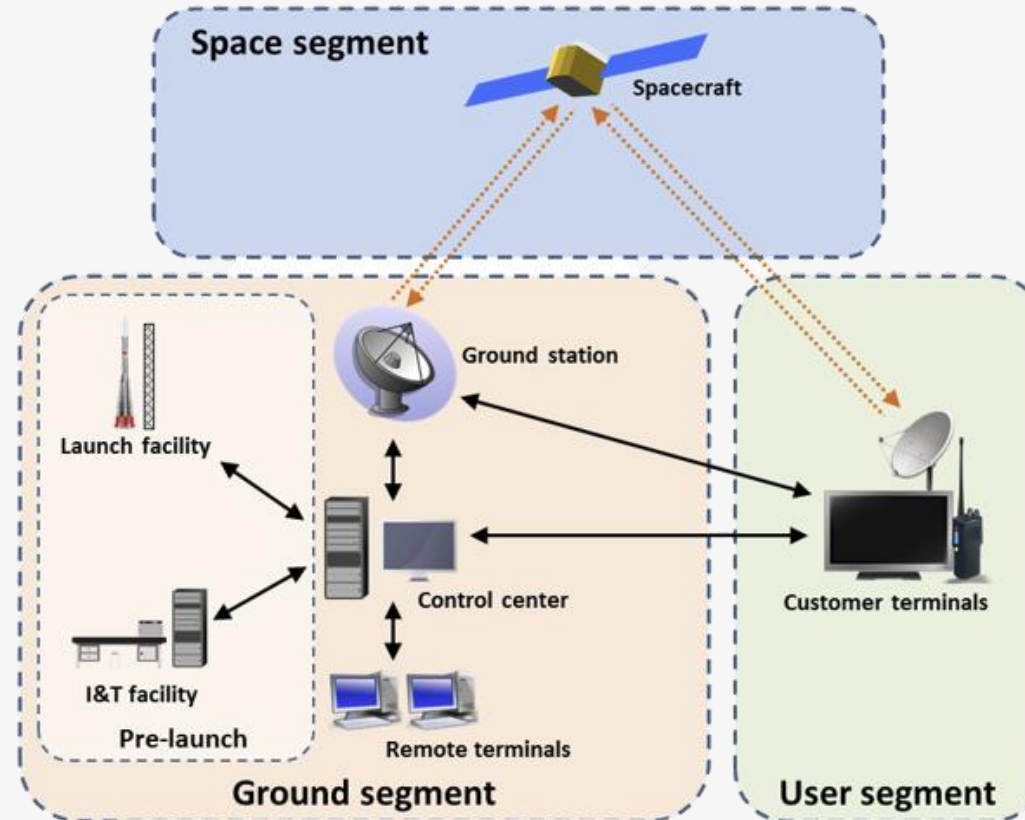 Space segment
Spacecraft
Ground station
Launch facility
Control center
Customer terminals
I&T facility
Pre-launch
Remote terminals
Ground segment
User segment